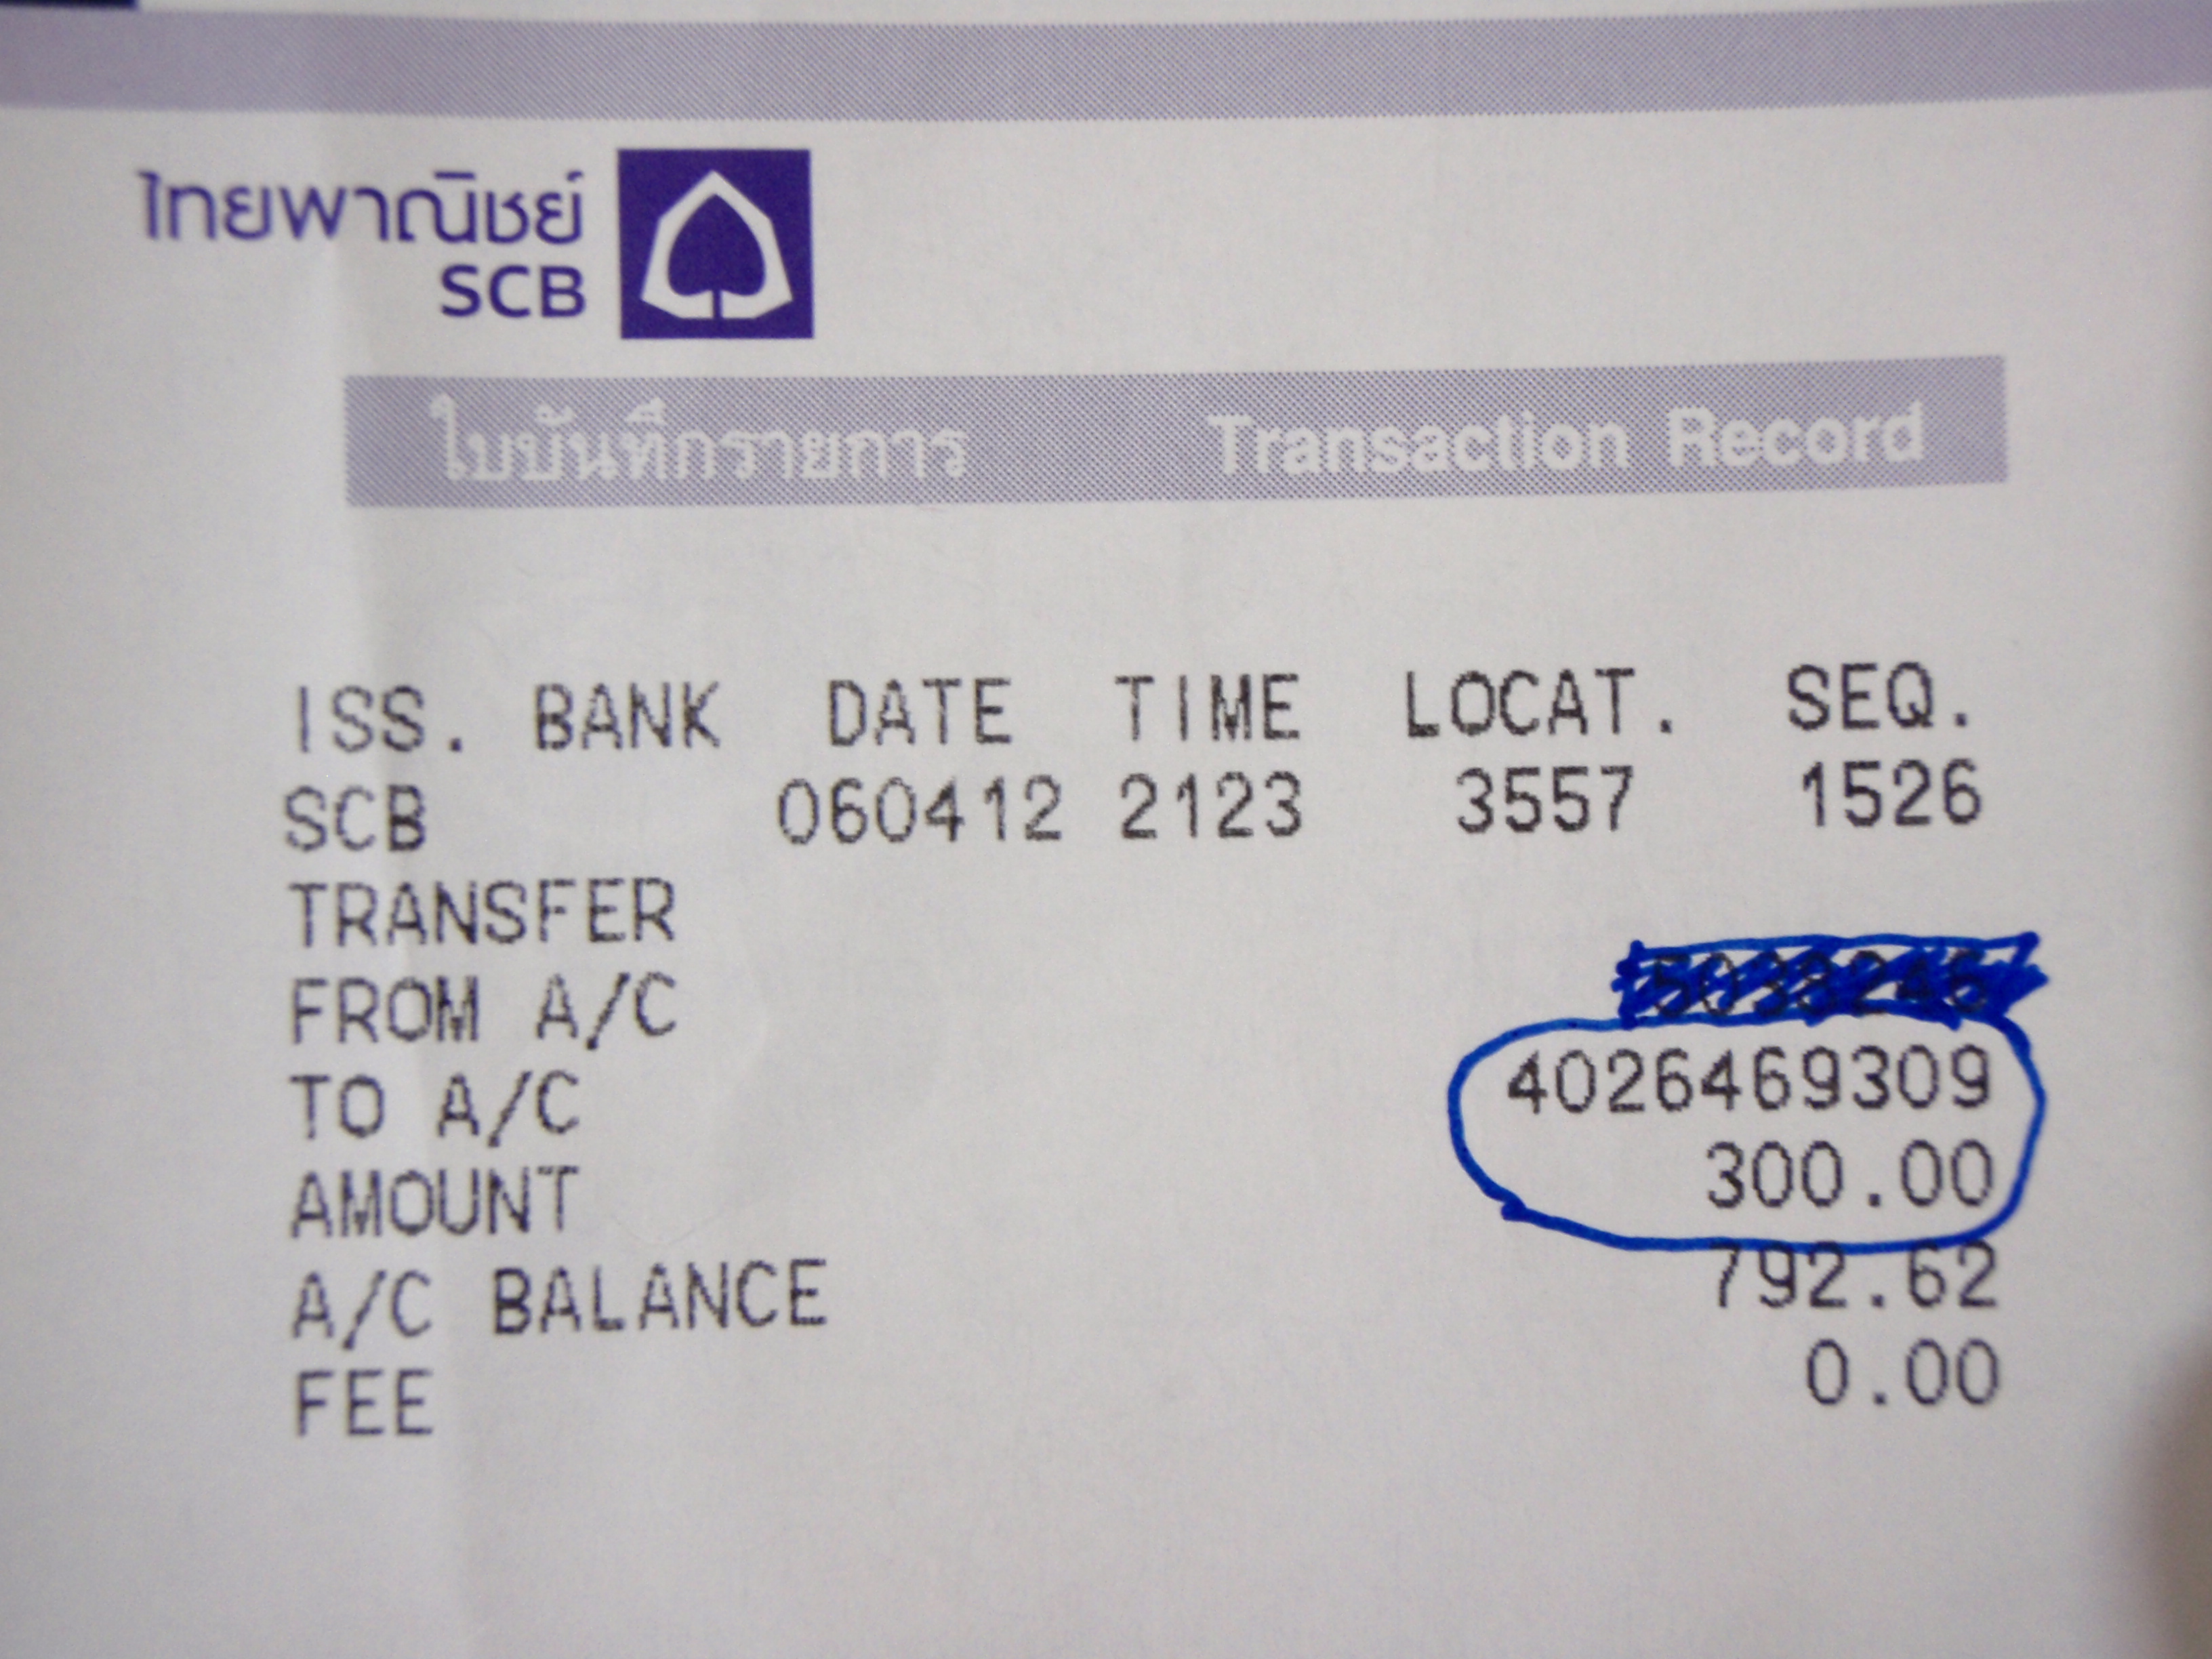 ไทยพาณิชย์
SCB
ใบบันทึกรายการ Transaction Record
ISS. BANK DATE TIME LOCAT. SEQ.
SCB 060412 2123 3557 1526
TRANSFER
FROM A/C
TO A/C 4026469309
AMOUNT 300.00
A/C BALANCE 792.62
FEE 0.00